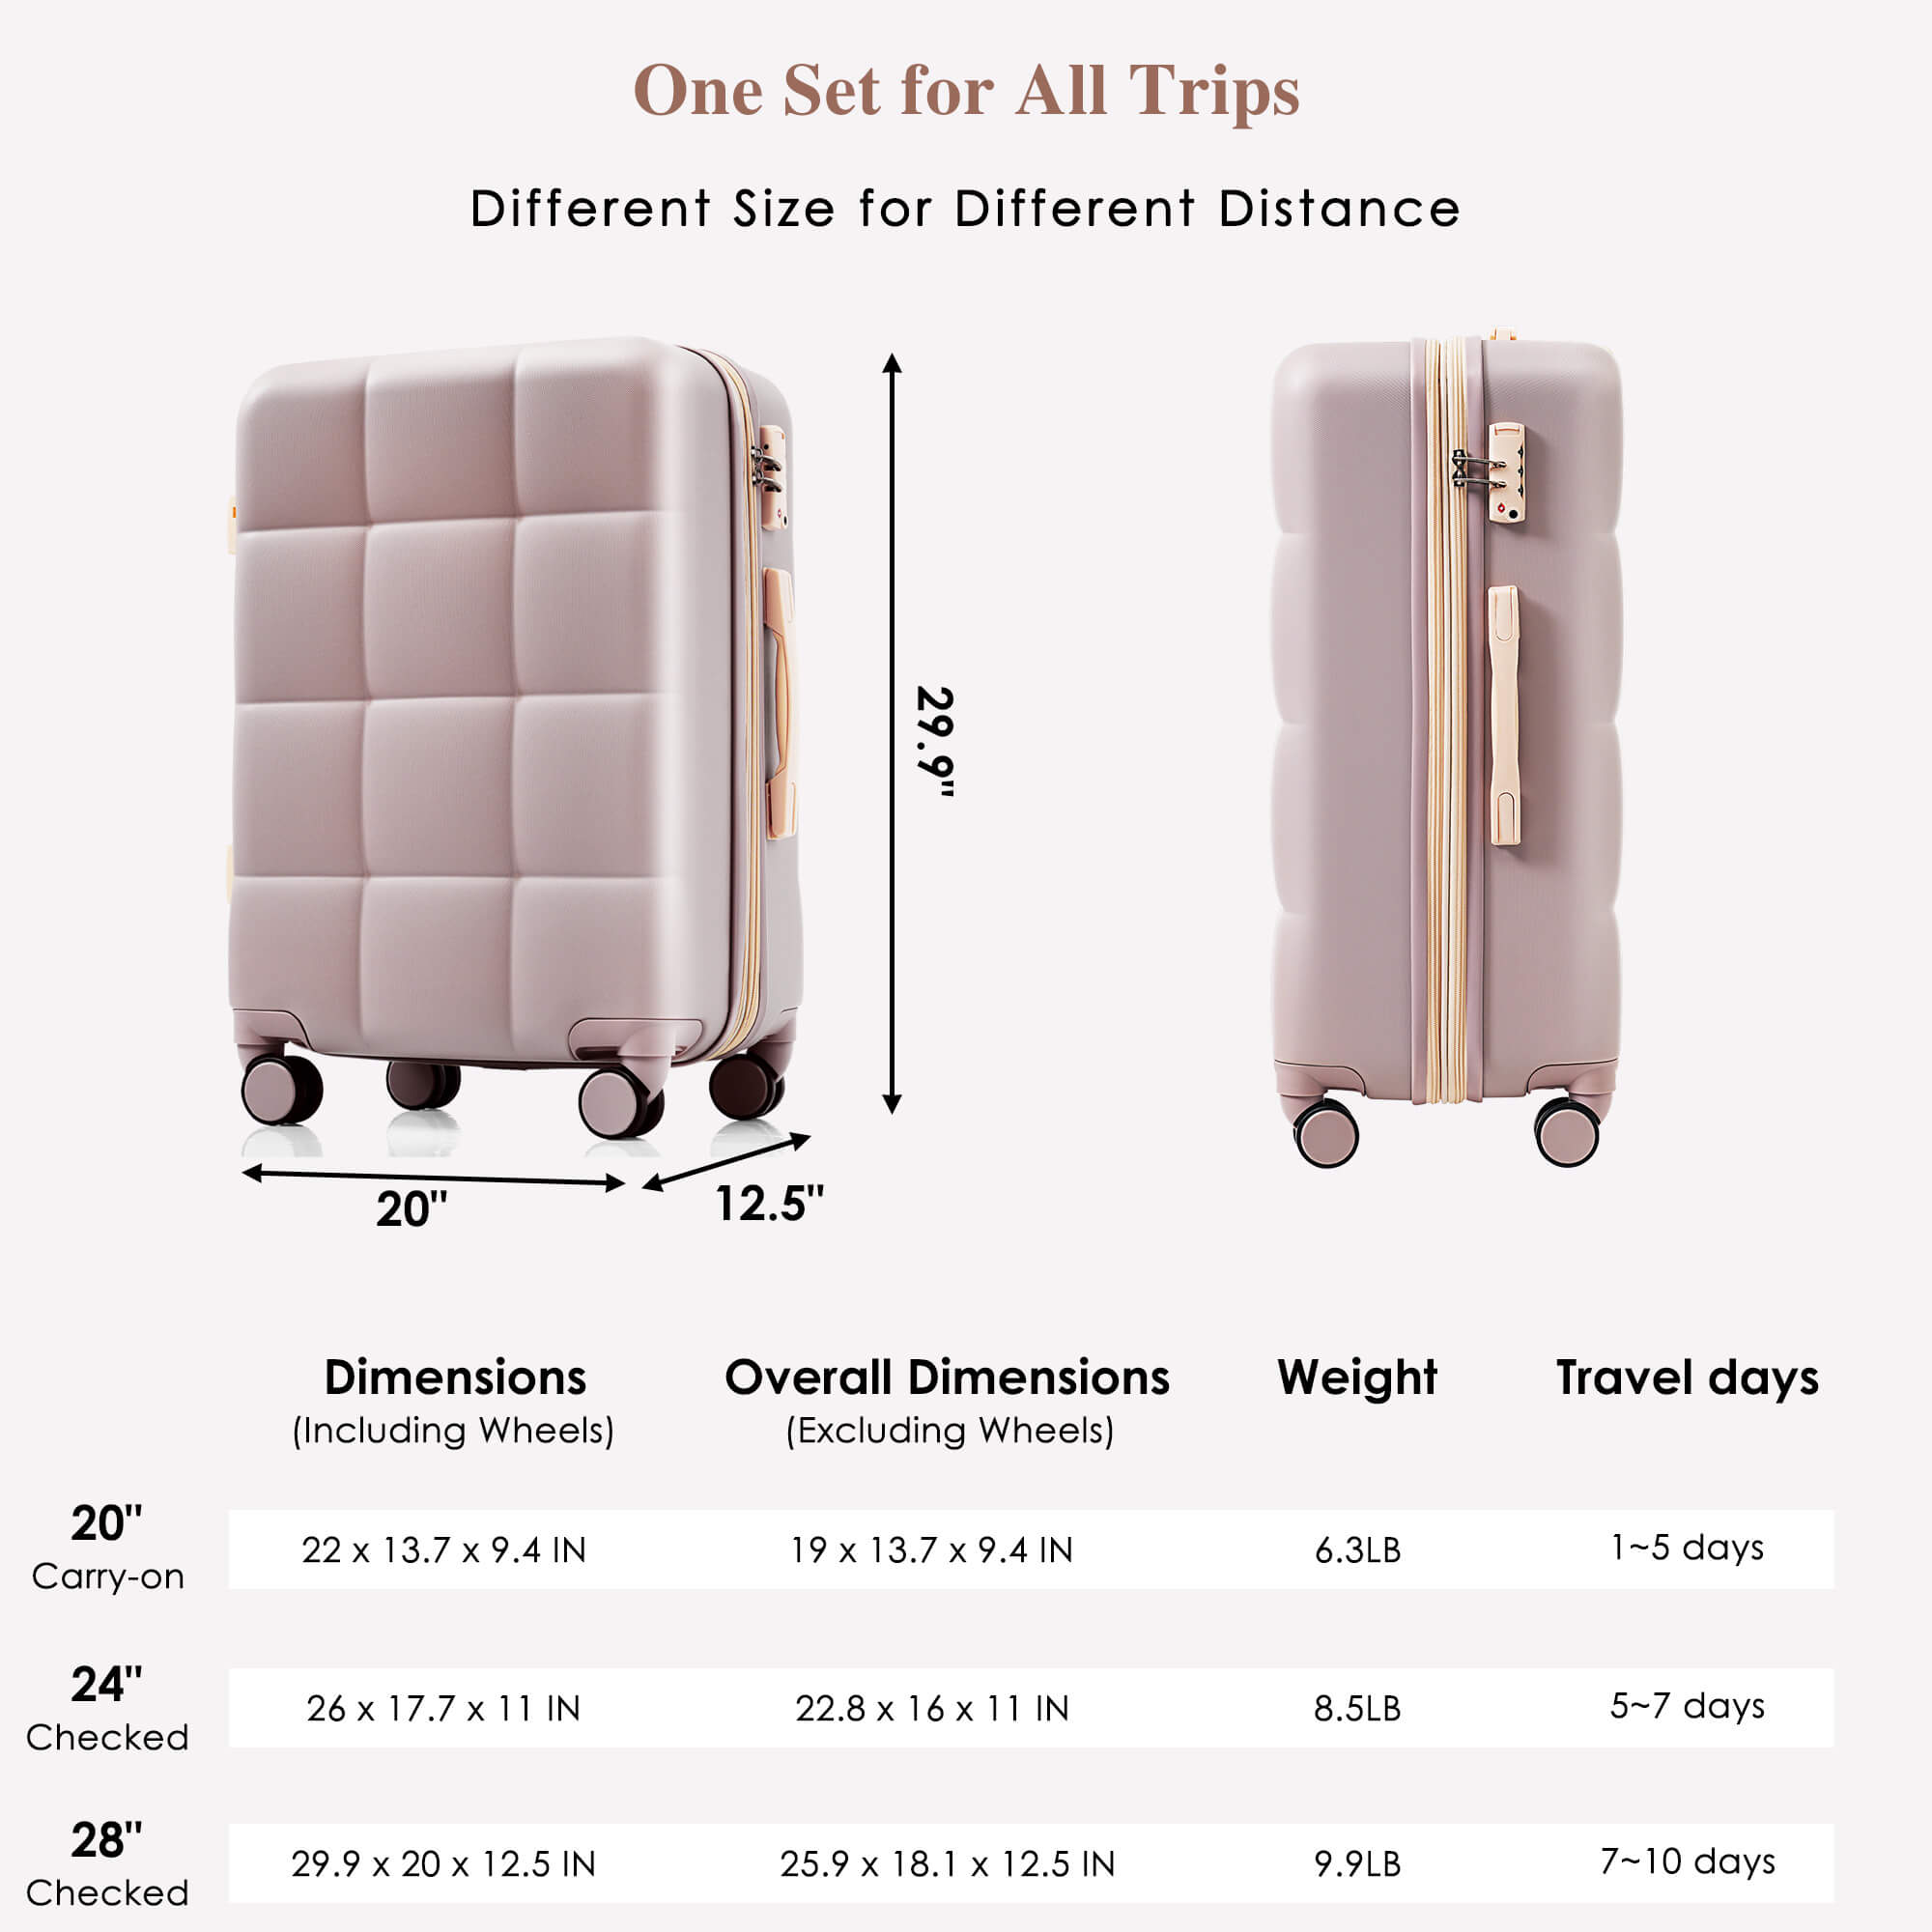 One Set for All Trips
Different Size for Different Distance
29.9"
20"
12.5"
Dimensions
(Including Wheels)
Overall Dimensions
(Excluding Wheels)
Weight
Travel days
20"
Carry-on
22 x 13.7 x 9.4 IN
19 x 13.7 x 9.4 IN
6.3LB
1~5 days
24"
Checked
26 x 17.7 x 11 IN
22.8 x 16 x 11 IN
8.5LB
5~7 days
28"
Checked
29.9 x 20 x 12.5 IN
25.9 x 18.1 x 12.5 IN
9.9LB
7~10 days